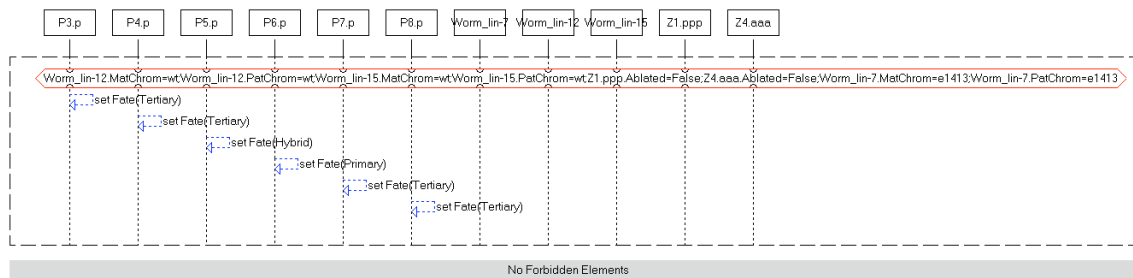 P3.p P4.p P5.p P6.p P7.p P8.p Worm_lin-7 Worm_lin-12 Worm_lin-15 Z1.ppp Z4.aaa
Worm_lin-12.MatChrom=wt;Worm_lin-12.PatChrom=wt;Worm_lin-15.MatChrom=wt;Worm_lin-15.PatChrom=wt;Z1.ppp.Ablated=False;Z4.aaa.Ablated=False;Worm_lin-7.MatChrom=e1413;Worm_lin-7.PatChrom=e1413
set Fate(Tertiary)
set Fate(Tertiary)
set Fate(Hybrid)
set Fate(Primary)
set Fate(Tertiary)
set Fate(Tertiary)
No Forbidden Elements